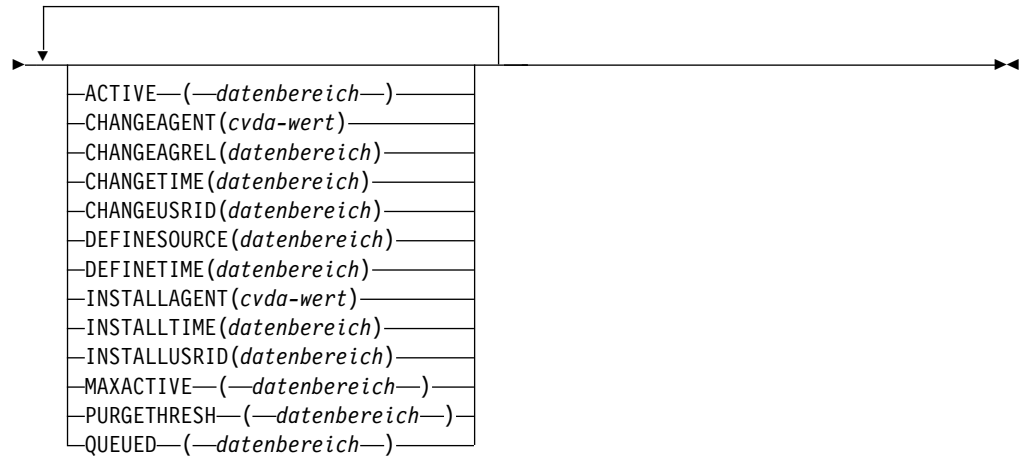 ACTIVE ( datenbereich )
CHANGEAGENT(cvda-wert)
CHANGEAGREL(datenbereich)
CHANGETIME(datenbereich)
CHANGEUSRID(datenbereich)
DEFINESOURCE(datenbereich)
DEFINETIME(datenbereich)
INSTALLAGENT(cvda-wert)
INSTALLTIME(datenbereich)
INSTALLUSRID(datenbereich)
MAXACTIVE ( datenbereich )
PURGETHRESH ( datenbereich )
QUEUED ( datenbereich )